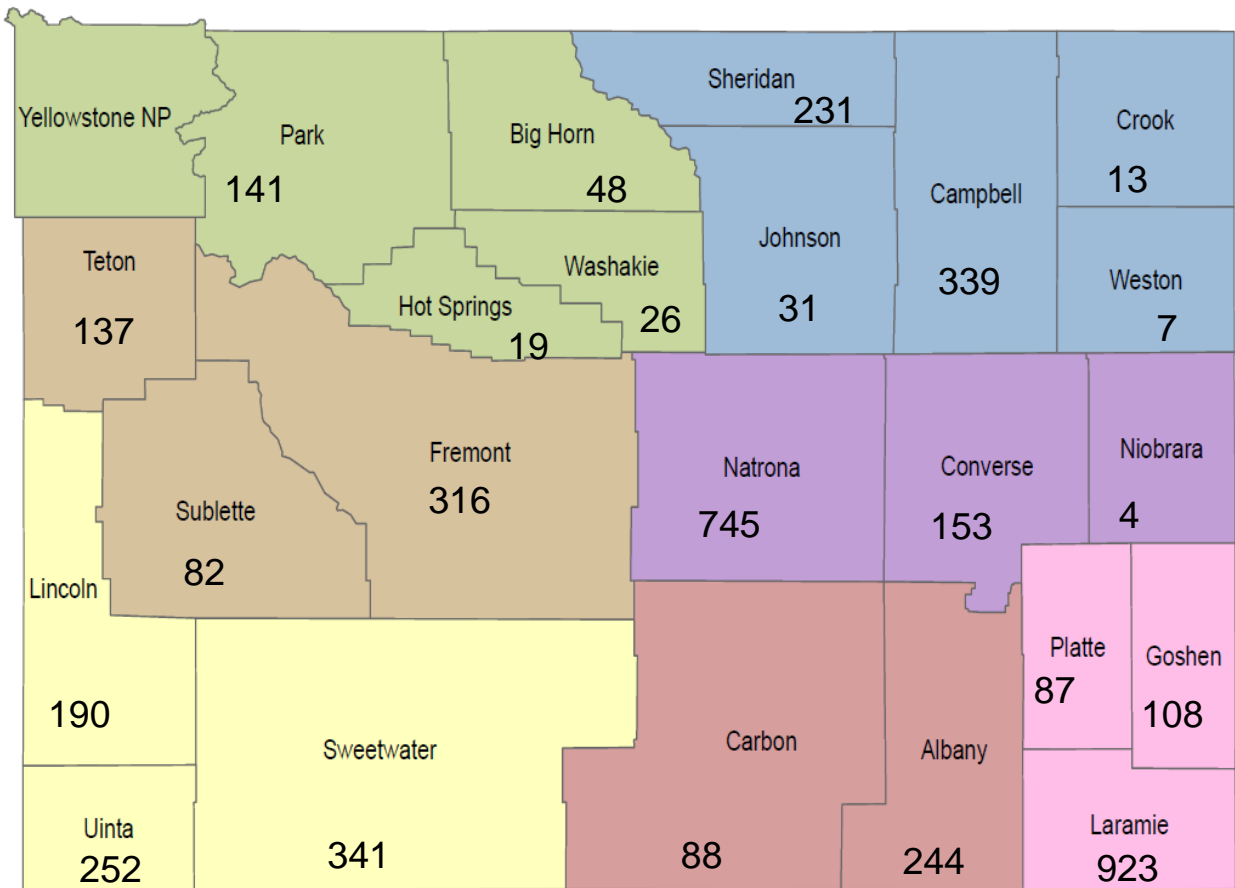 Yellowstone NP
Park
141
Big Horn
48
Sheridan
231
Campbell
339
Crook
13
Teton
137
Hot Springs
19
Washakie
26
Johnson
31
Weston
7
Sublette
82
Fremont
316
Natrona
745
Converse
153
Niobrara
4
Lincoln
190
Sweetwater
341
Carbon
88
Albany
244
Platte
87
Goshen
108
Uinta
252
Laramie
923